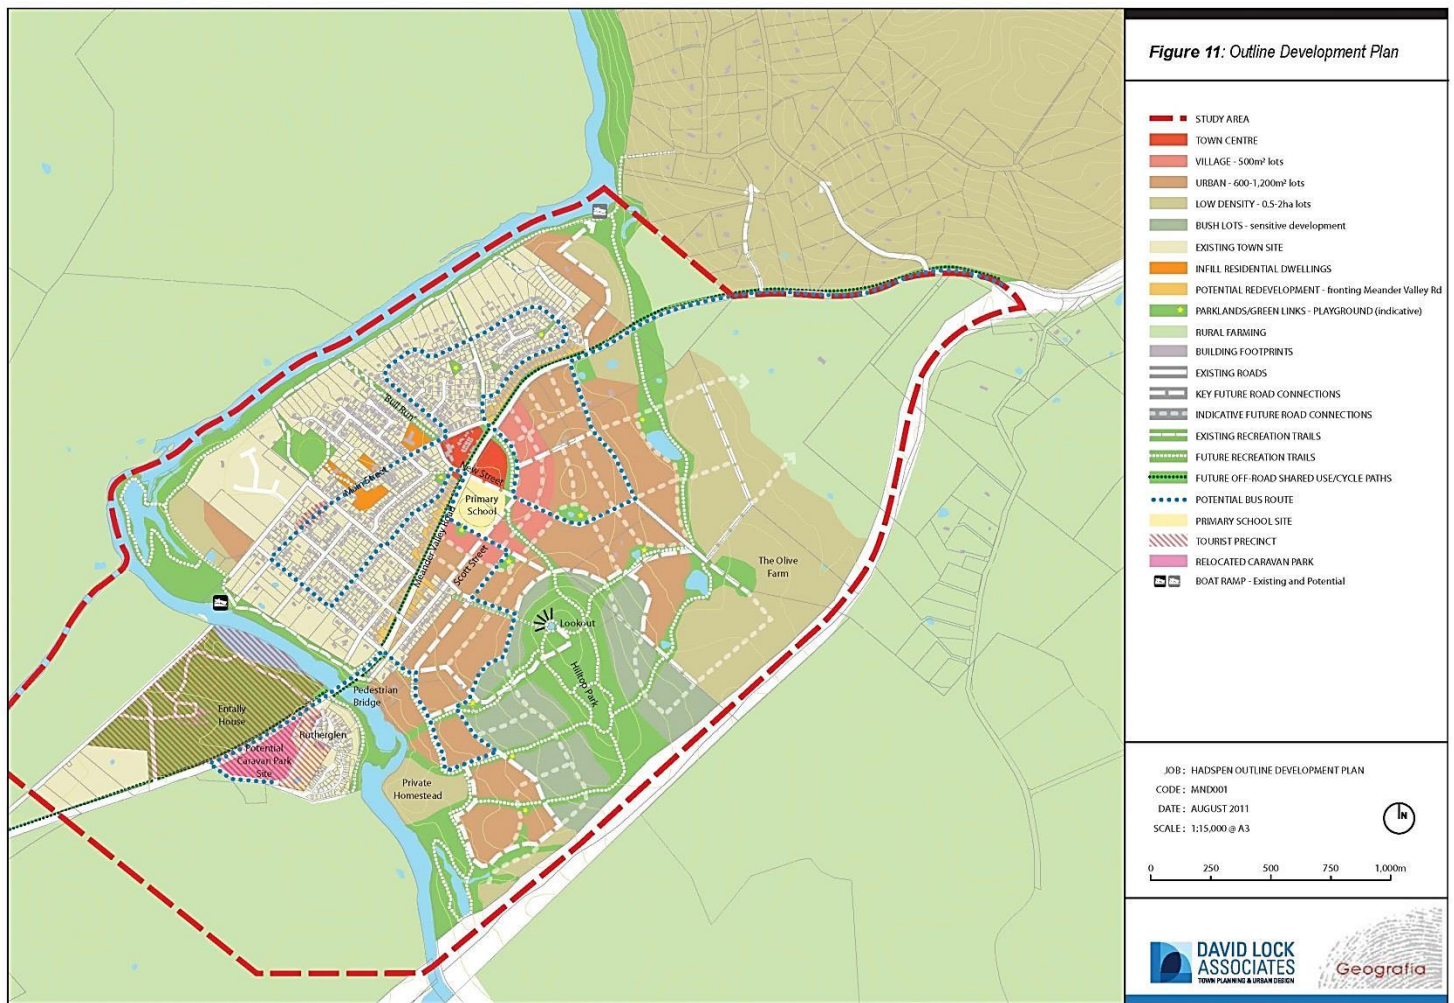 Figure 11: Outline Development Plan
STUDY AREA
TOWN CENTRE
VILLAGE - 500m² lots
URBAN - 600-1,200m² lots
LOW DENSITY - 0.5-2ha lots
BUSH LOTS - sensitive development
EXISTING TOWN SITE
INFILL RESIDENTIAL DWELLINGS
POTENTIAL REDEVELOPMENT - fronting Meander Valley Rd
PARKLANDS/GREEN LINKS - PLAYGROUND (indicative)
RURAL FARMING
BUILDING FOOTPRINTS
EXISTING ROADS
KEY FUTURE ROAD CONNECTIONS
INDICATIVE FUTURE ROAD CONNECTIONS
EXISTING RECREATION TRAILS
FUTURE RECREATION TRAILS
FUTURE OFF-ROAD SHARED USE/CYCLE PATHS
POTENTIAL BUS ROUTE
PRIMARY SCHOOL SITE
TOURIST PRECINCT
RELOCATED CARAVAN PARK
BOAT RAMP - Existing and Potential
'Bull Run'
Main Street
New Street
Primary
School
Meander Valley Road
Scott Street
The Olive
Farm
Lookout
Hilltop Park
Pedestrian
Bridge
Entally
House
Rutherglen
Potential
Caravan Park
Site
Private
Homestead
JOB: HADSPEN OUTLINE DEVELOPMENT PLAN
CODE: MND001
DATE: AUGUST 2011
SCALE: 1:15,000 @ A3
N
0 250 500 750 1,000m
DAVID LOCK
ASSOCIATES
TOWN PLANNING & URBAN DESIGN
Geografia